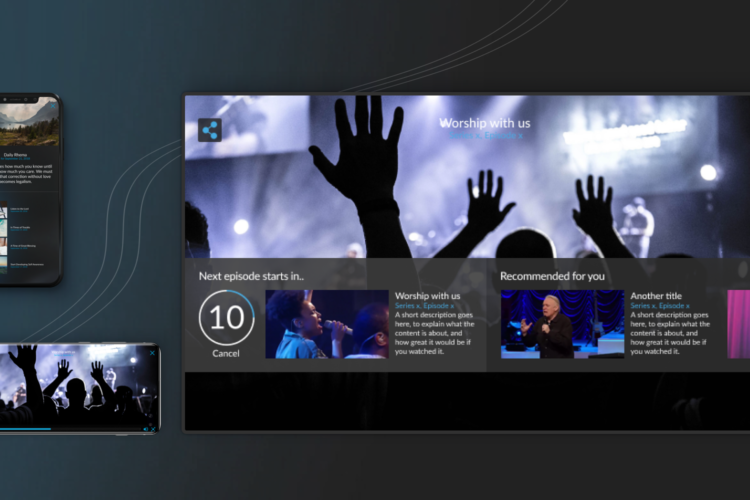 Daily Rhema
Worship with us
Series x, Episode x
Next episode starts in..
10
Cancel
Worship with us
Series x, Episode x
A short description goes
here, to explain what the
content is about, and
how great it would be if
you watched it.
Recommended for you
Another title
Series x, Episode x
A short description goes
here, to explain what the
content is about, and
how great it would be if
you watched it.